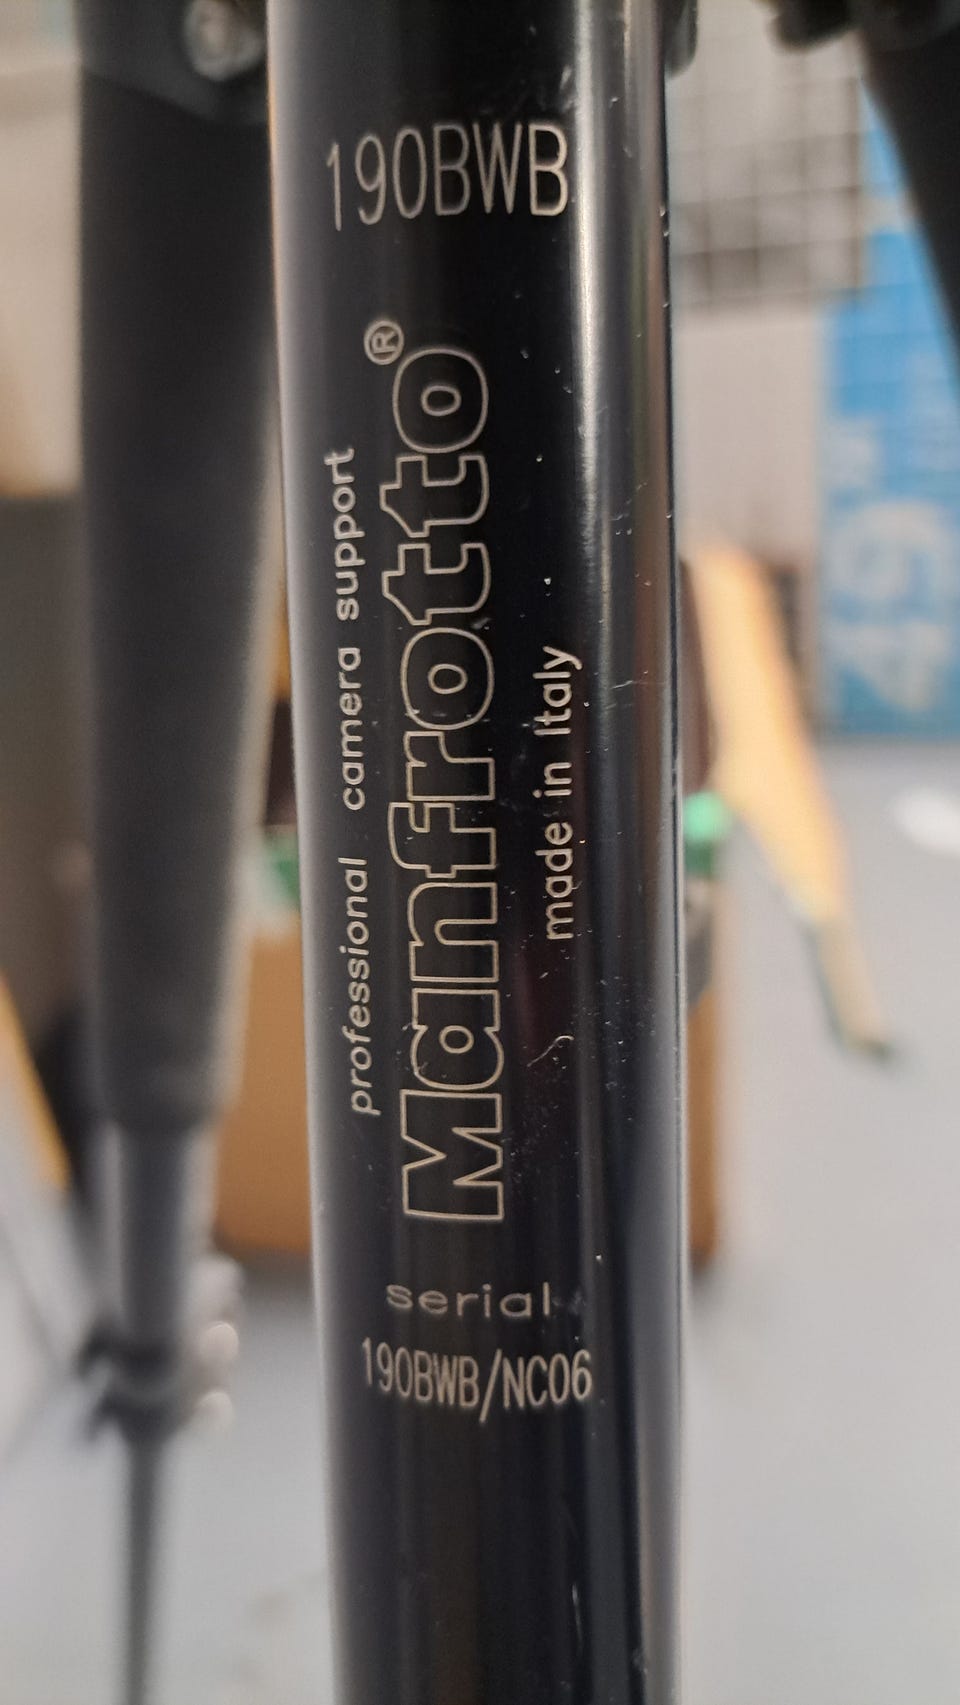 190BWB
professional camera support
Manfrotto®
made in Italy
serial
190BWB/NC06